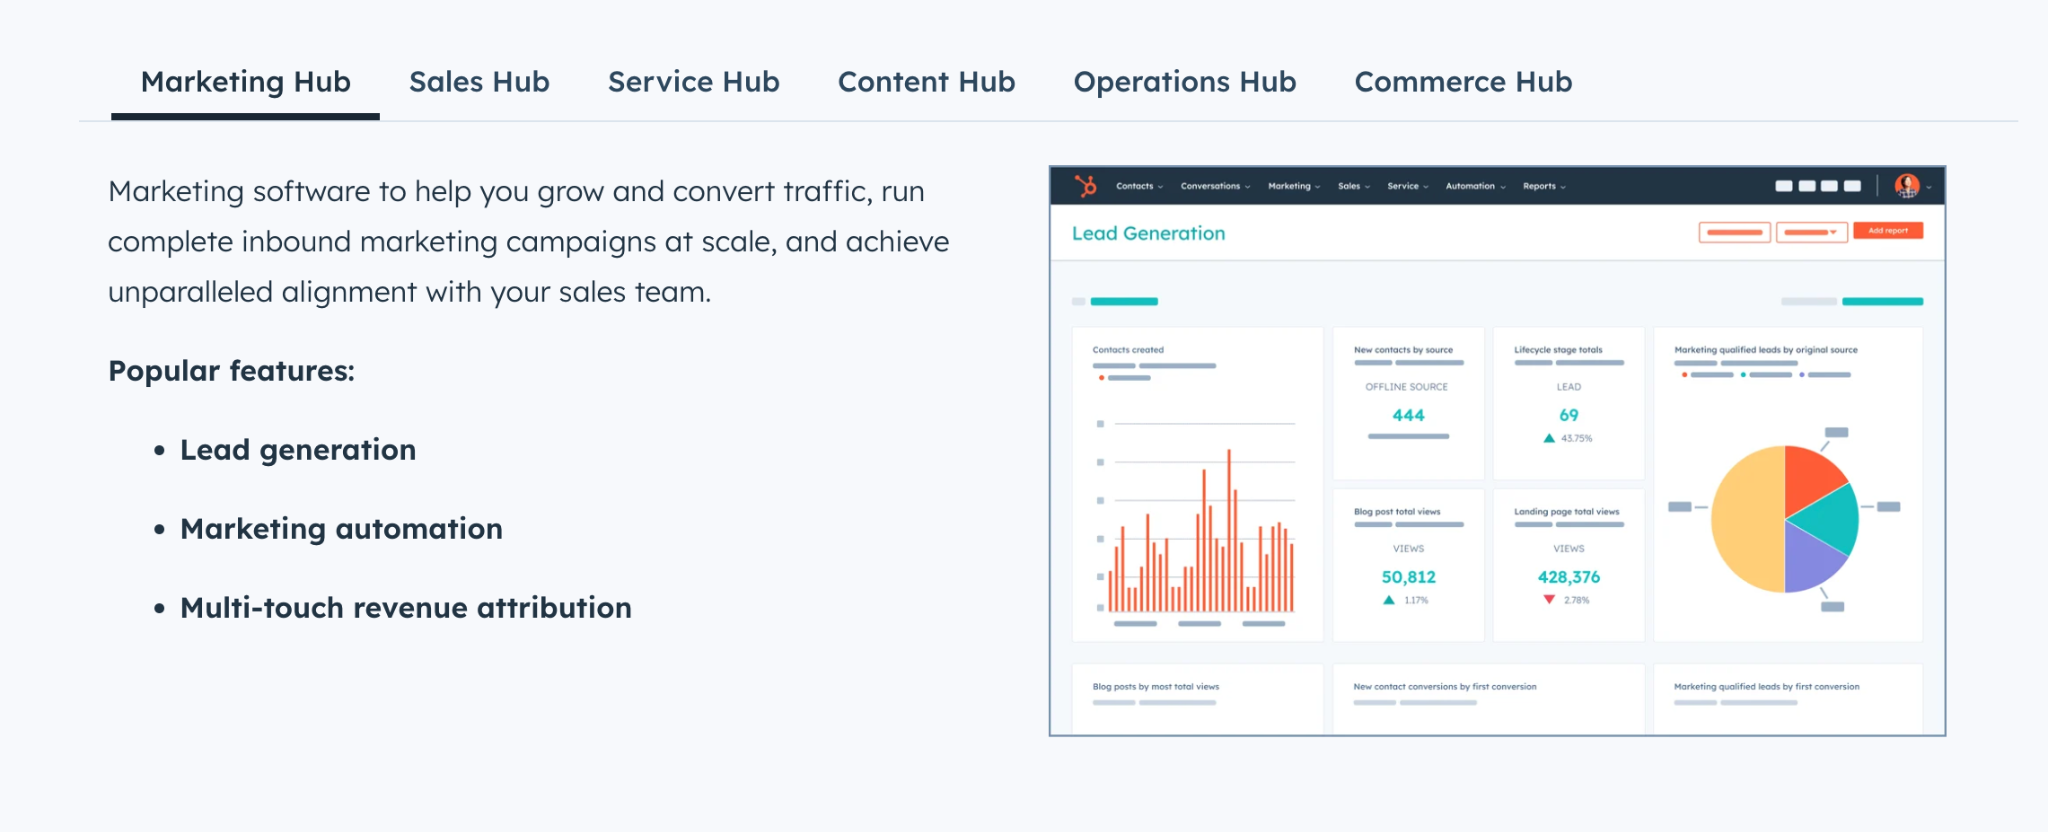 Marketing Hub
Sales Hub
Service Hub
Content Hub
Operations Hub
Commerce Hub
Marketing software to help you grow and convert traffic, run
complete inbound marketing campaigns at scale, and achieve
unparalleled alignment with your sales team.
Popular features:
• Lead generation
• Marketing automation
• Multi-touch revenue attribution
Contacts
Conversations
Marketing
Sales
Service
Automation
Reports
Lead Generation
Add report
Contacts created
New contacts by source
OFFLINE SOURCE
444
Lifecycle stage totals
LEAD
69
43.75%
Marketing qualified leads by original source
Blog post total views
VIEWS
50,812
1.17%
Landing page total views
VIEWS
428,376
2.78%
Blog posts by most total views
New contact conversions by first conversion
Marketing qualified leads by first conversion